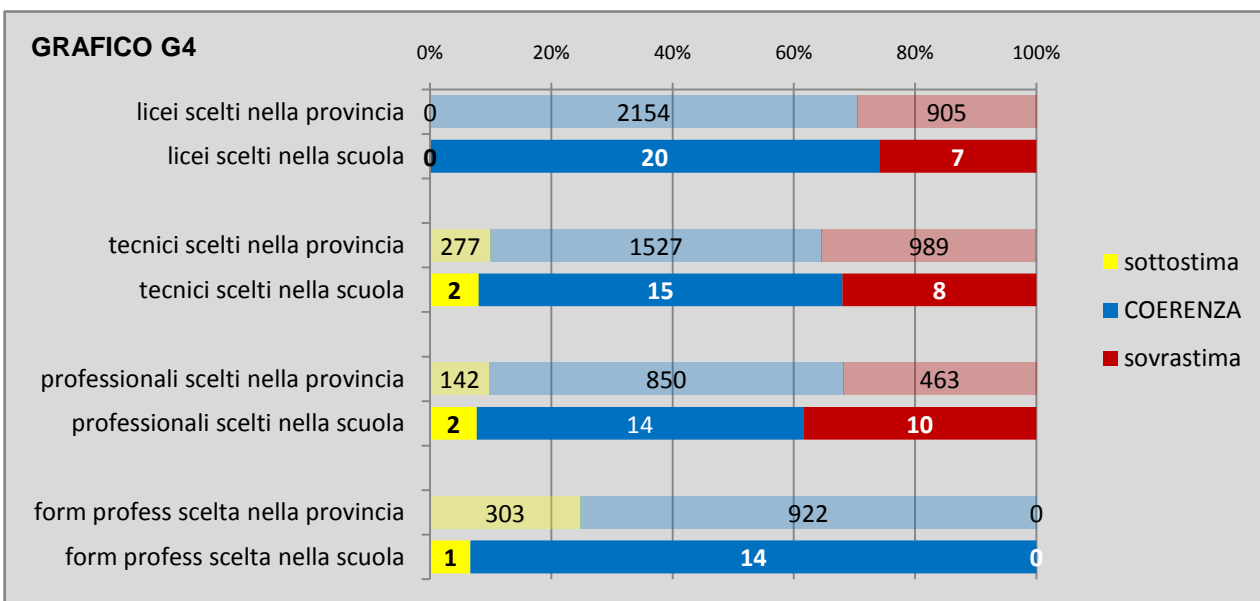 GRAFICO G4
0% 20% 40% 60% 80% 100%
licei scelti nella provincia 0 2154 905
licei scelti nella scuola 0 20 7
tecnici scelti nella provincia 277 1527 989
tecnici scelti nella scuola 2 15 8
professionali scelti nella provincia 142 850 463
professionali scelti nella scuola 2 14 10
form profess scelta nella provincia 303 922 0
form profess scelta nella scuola 1 14 0
sottostima
COERENZA
sovrastima